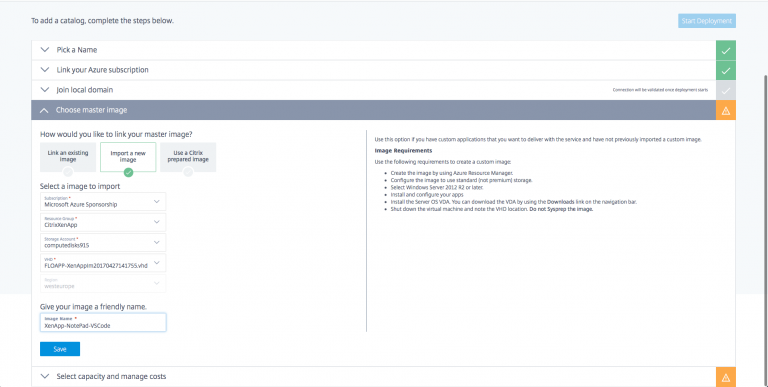 To add a catalog, complete the steps below.
Start Deployment
Pick a Name
Link your Azure subscription
Join local domain
Connection will be validated once deployment starts
Choose master image
How would you like to link your master image?
Link an existing
image
Import a new
image
Use a Citrix
prepared image
Select a image to import
Subscription *
Microsoft Azure Sponsorship
Resource Group *
CitrixXenApp
Storage Account *
computedisks915
VHD *
FLOAPP-XenAppIm20170427141755.vhd
Region
westeurope
Give your image a friendly name.
Image Name *
XenApp-NotePad-VSCode
Save
Use this option if you have custom applications that you want to deliver with the service and have not previously imported a custom image.
Image Requirements
Use the following requirements to create a custom image:
Create the image by using Azure Resource Manager.
Configure the image to use standard (not premium) storage.
Select Windows Server 2012 R2 or later
Install and configure your apps
Install the Server OS VDA. You can download the VDA by using the Downloads link on the navigation bar.
Shut down the virtual machine and note the VHD location. Do not Sysprep the image.
Select capacity and manage costs